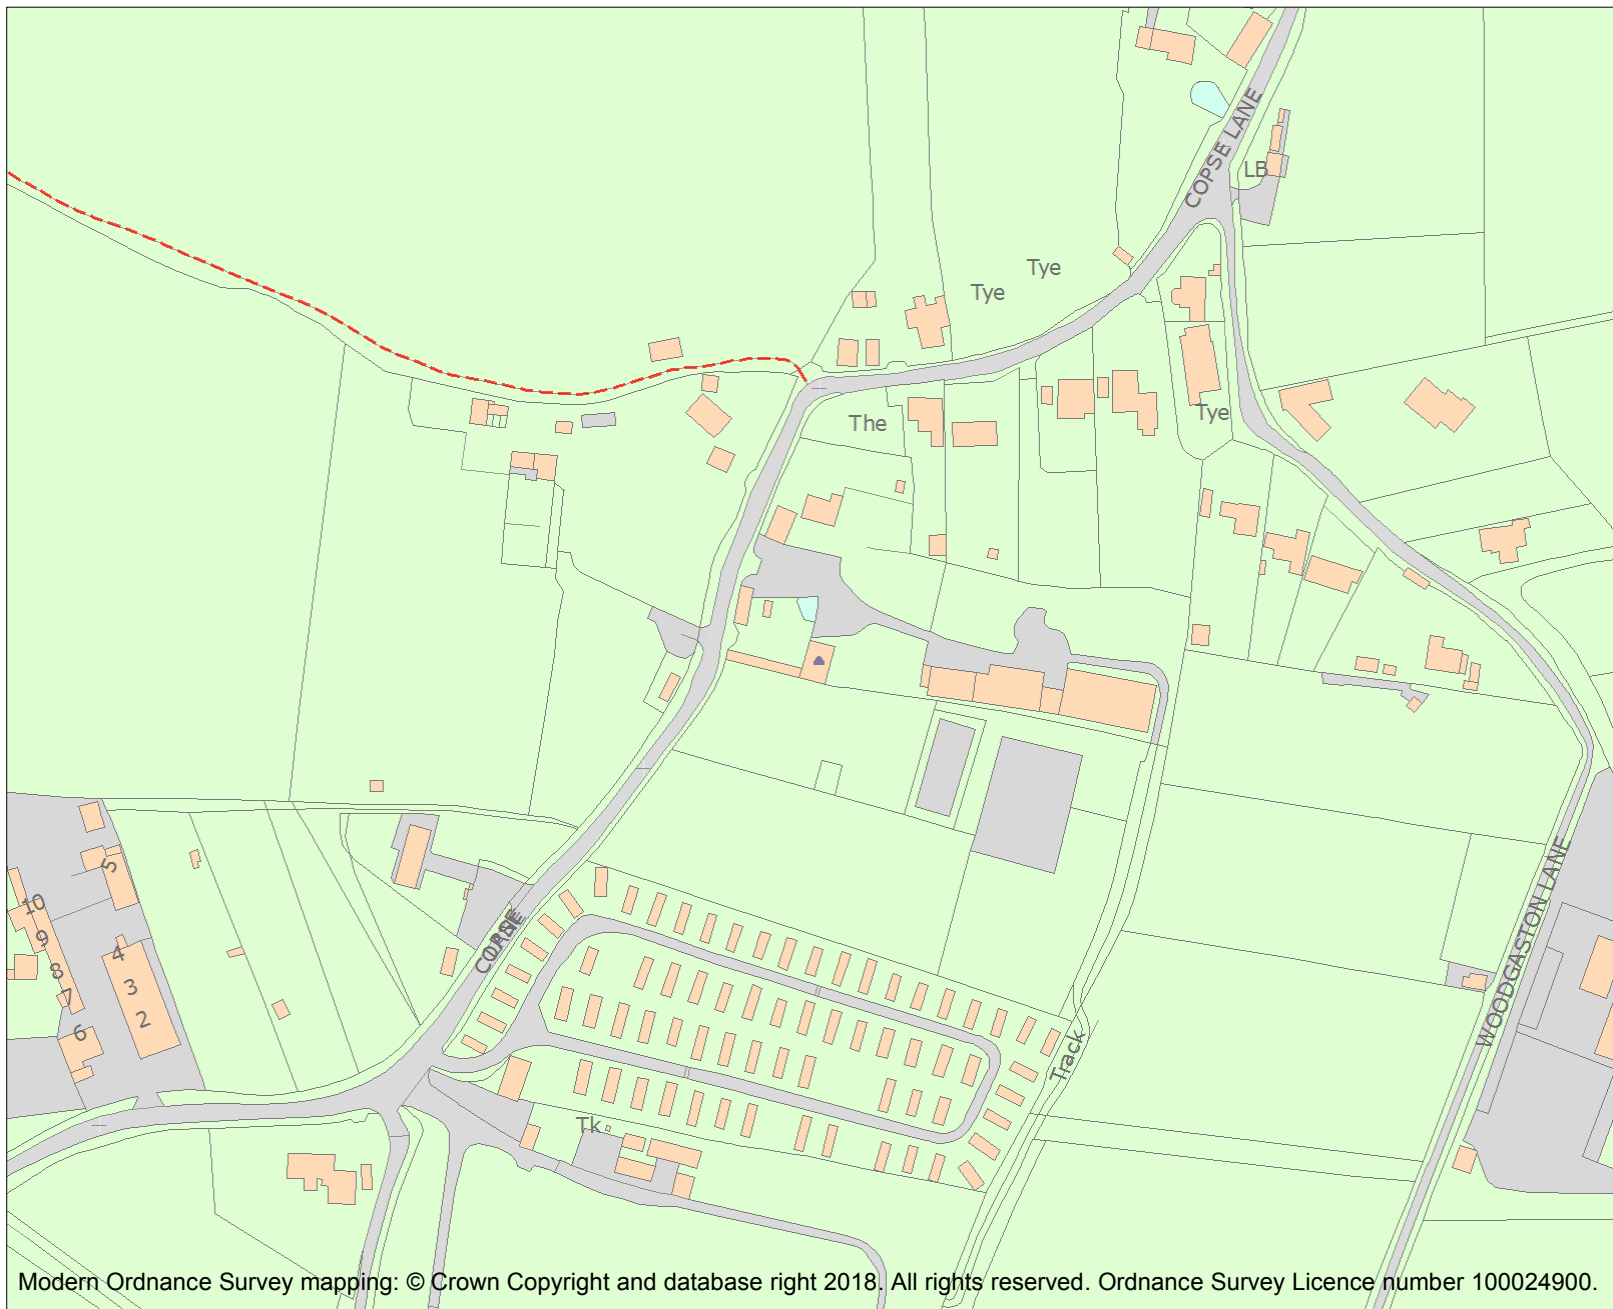 COPSE LANE
LB
Tye
Tye
The
Tye
5
10
9
8
7
6
4
3
2
WOODGASTON LANE
Track
Tk
Modern Ordnance Survey mapping: © Crown Copyright and database right 2018. All rights reserved. Ordnance Survey Licence number 100024900.